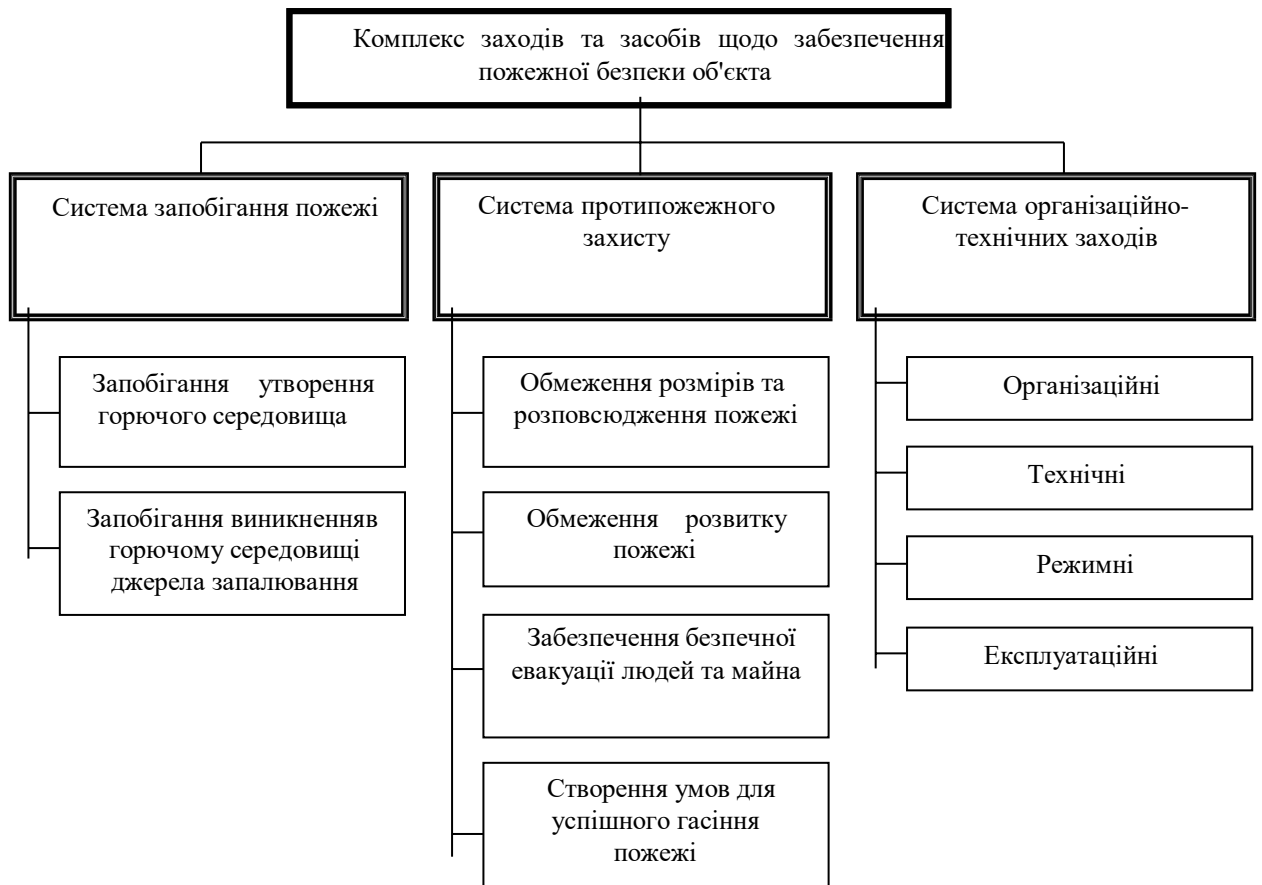 Комплекс заходів та засобів щодо забезпечення
пожежної безпеки об'єкта
Система запобігання пожежі
Система протипожежного
захисту
Система організаційно-
технічних заходів
Запобігання утворення
горючого середовища
Запобігання виникненняв
горючому середовищі
джерела запалювання
Обмеження розмірів та
розповсюдження пожежі
Обмеження розвитку
пожежі
Забезпечення безпечної
евакуації людей та майна
Створення умов для
успішного гасіння
пожежі
Організаційні
Технічні
Режимні
Експлуатаційні